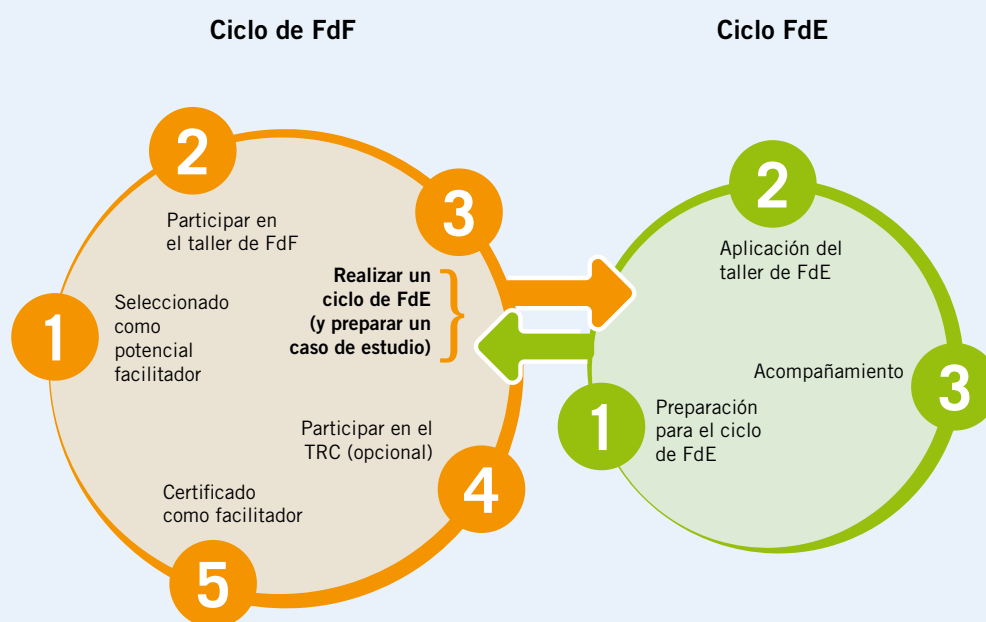 Ciclo de FdF
Ciclo FdE
2
Participar en
el taller de FdF
3
Realizar un
ciclo de FdE
(y preparar un
caso de estudio)
1
Seleccionado
como
potencial
facilitador
Participar en el
TRC (opcional)
4
Certificado
como facilitador
5
2
Aplicación del
taller de FdE
Acompañamiento
3
1
Preparación
para el ciclo
de FdE